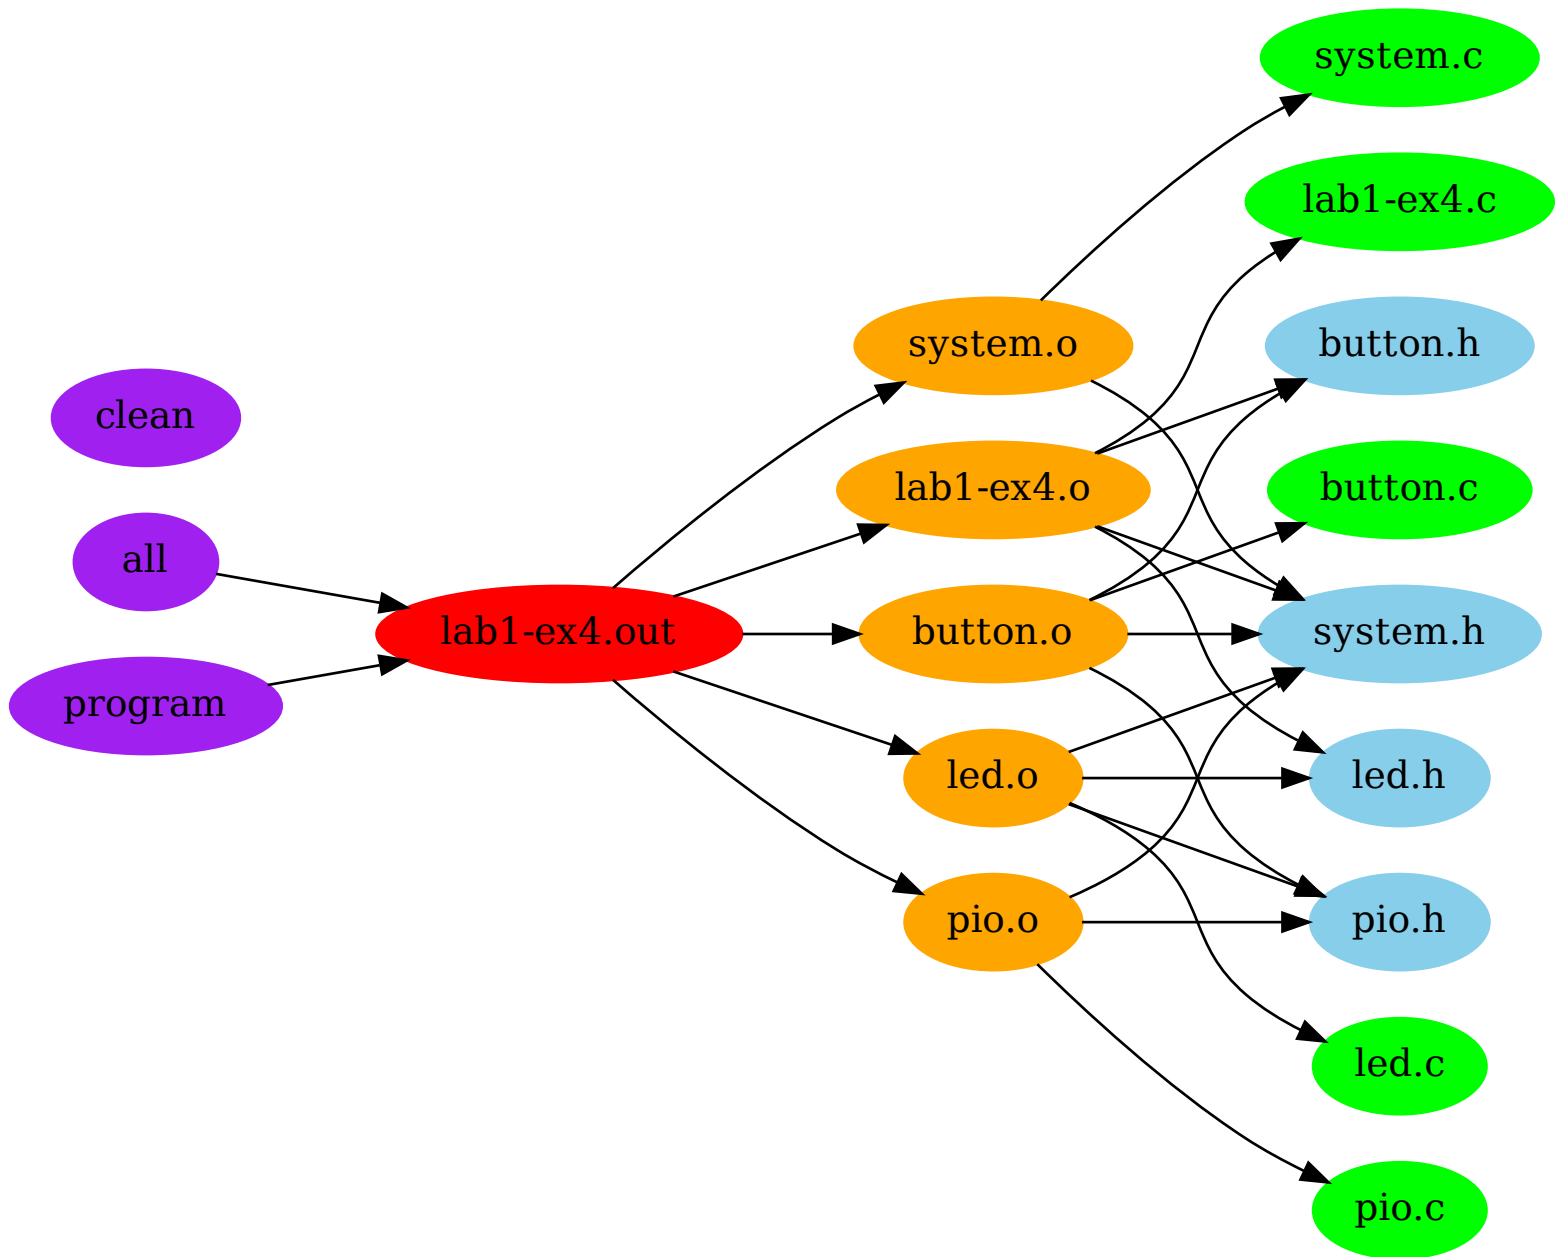 clean
all
program
lab1-ex4.out
system.o
lab1-ex4.o
button.o
led.o
pio.o
system.c
lab1-ex4.c
button.h
button.c
system.h
led.h
pio.h
led.c
pio.c